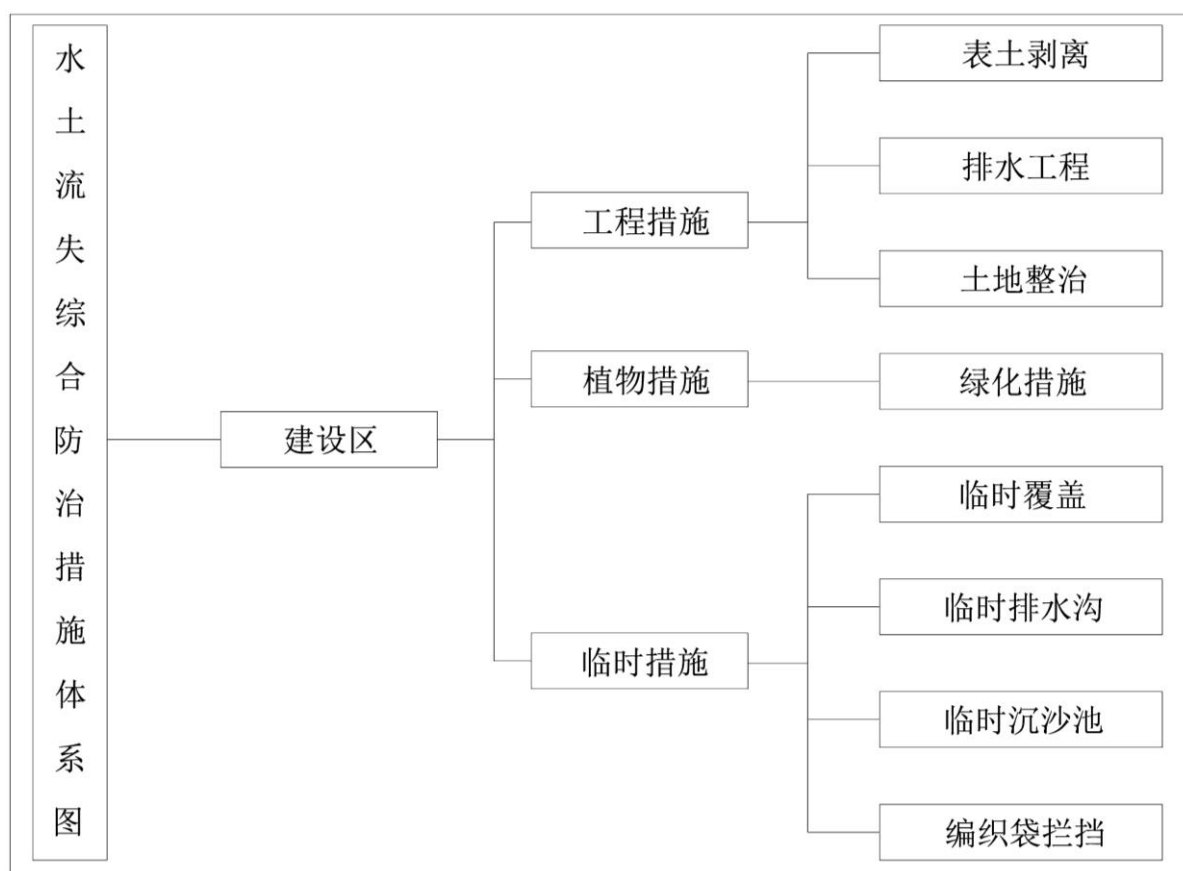 水土流失综合防治措施体系图
建设区
工程措施
表土剥离
排水工程
土地整治
植物措施
绿化措施
临时措施
临时覆盖
临时排水沟
临时沉沙池
编织袋拦挡